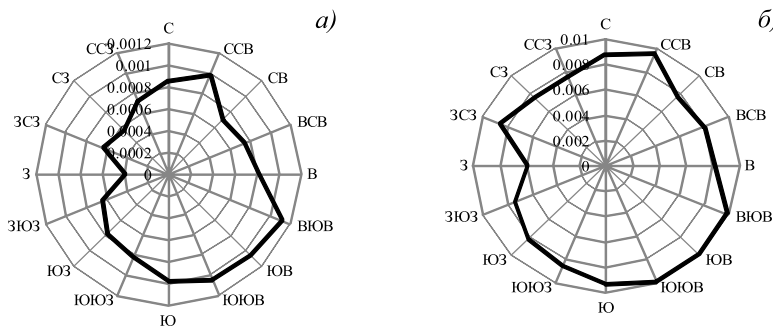 а)
С
0.0012
0.001
0.0008
0.0006
0.0004
0.0002
0
ССВ
СВ
ВСВ
В
ВЮВ
ЮВ
ЮЮВ
Ю
ЮЮЗ
ЮЗ
ЗЮЗ
З
ЗСЗ
СЗ
ССЗ
б)
С
0.01
0.008
0.006
0.004
0.002
0
ССВ
СВ
ВСВ
В
ВЮВ
ЮВ
ЮЮВ
Ю
ЮЮЗ
ЮЗ
ЗЮЗ
З
ЗСЗ
СЗ
ССЗ